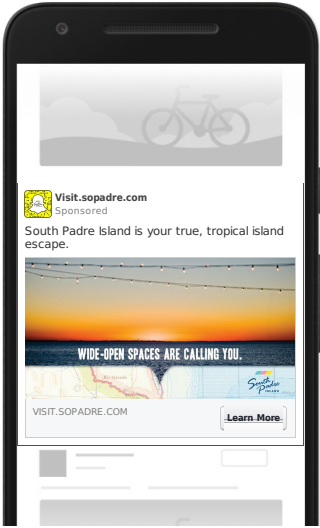 Visit.sopadre.com
Sponsored
South Padre Island is your true, tropical island
escape.
WIDE-OPEN SPACES ARE CALLING YOU.
South
Padre
ISLAND
VISIT.SOPADRE.COM
Learn More